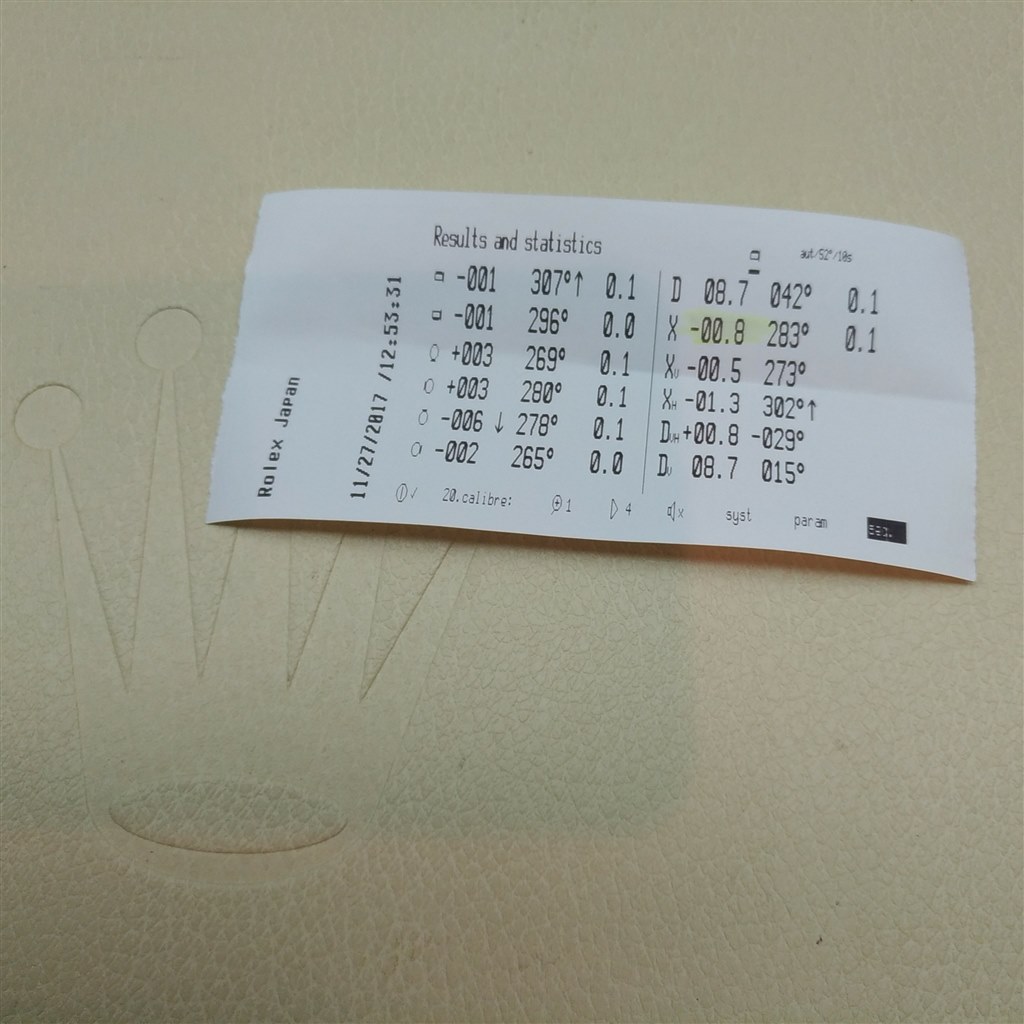 Rolex Japan
11/27/2017 /12:53:31
Results and statistics
-001 307°↑ 0.1
-001 296° 0.0
+003 269° 0.1
+003 280° 0.1
-006 ↓ 278° 0.1
-002 265° 0.0
aut/52°/10s
D 08.7 042° 0.1
X -00.8 283° 0.1
Xv -00.5 273°
XH -01.3 302°↑
DVH +00.8 -029°
Dv 08.7 015°
20.calibre: 1 4 x syst param seq.